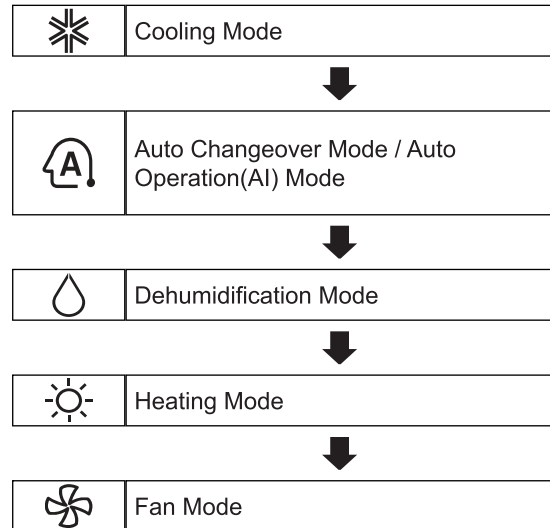 Cooling Mode
A
Auto Changeover Mode / Auto
Operation(AI) Mode
Dehumidification Mode
Heating Mode
Fan Mode